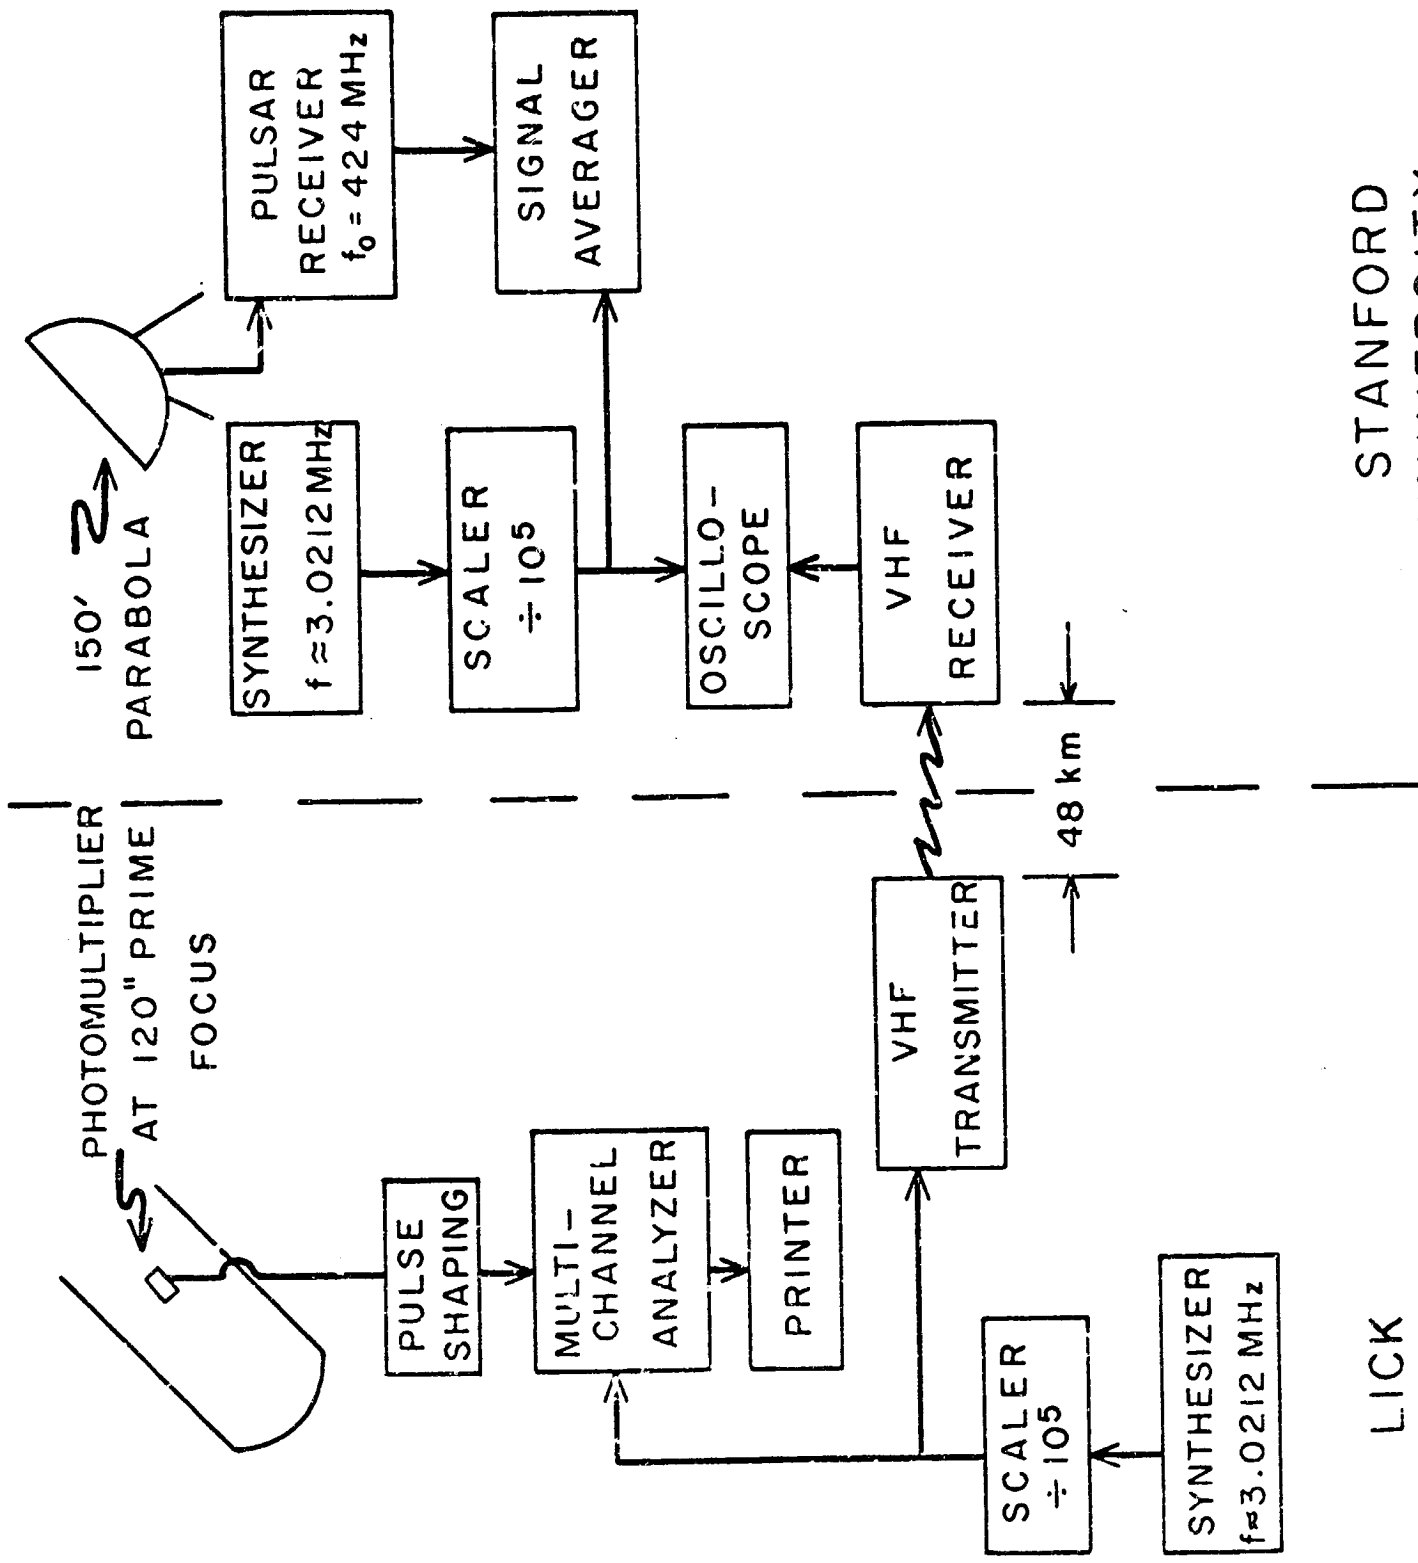 PHOTOMULTIPLIER
AT 120" PRIME
FOCUS
PULSE
SHAPING
MULTI-
CHANNEL
ANALYZER
PRINTER
VHF
TRANSMITTER
SCALER
÷ 10⁵
SYNTHESIZER
f≈3.0212 MHz
LICK
48 km
150'
PARABOLA
SYNTHESIZER
f≈3.0212 MHz
SCALER
÷ 10⁵
OSCILLO-
SCOPE
VHF
RECEIVER
PULSAR
RECEIVER
f₀ = 424 MHz
SIGNAL
AVERAGER
STANFORD